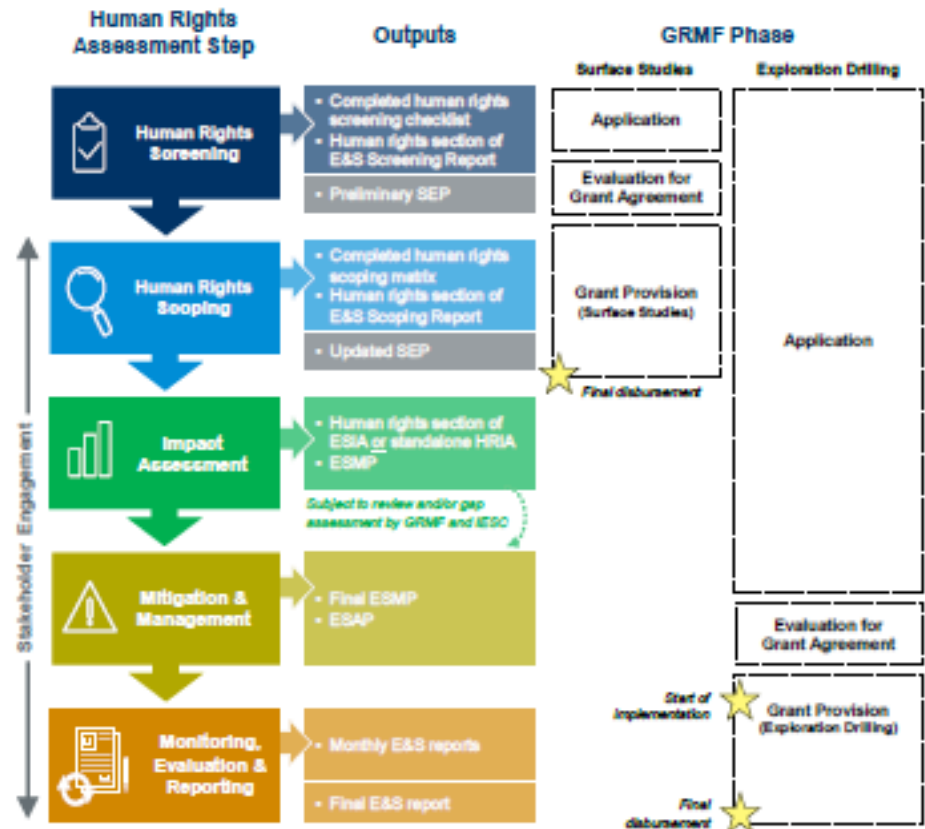 Human Rights
Assessment Step
Outputs
GRMF Phase
Surface Studies
Exploration Drilling
Human Rights
Screening
• Completed human rights
screening checklist
• Human rights section of
E&S Screening Report
• Preliminary SEP
Application
Evaluation for
Grant Agreement
Stakeholder Engagement
Human Rights
Scoping
• Completed human rights
scoping matrix
• Human rights section of
E&S Scoping Report
• Updated SEP
Grant Provision
(Surface Studies)
Final disbursement
Application
Impact
Assessment
• Human rights section of
ESIA or standalone HRIA
• ESMP
Subject to review and/or gap
assessment by GRMF and IESC
Mitigation &
Management
• Final ESMP
• ESAP
Evaluation for
Grant Agreement
Monitoring,
Evaluation &
Reporting
• Monthly E&S reports
• Final E&S report
Start of
Implementation
Grant Provision
(Exploration Drilling)
Final
disbursement